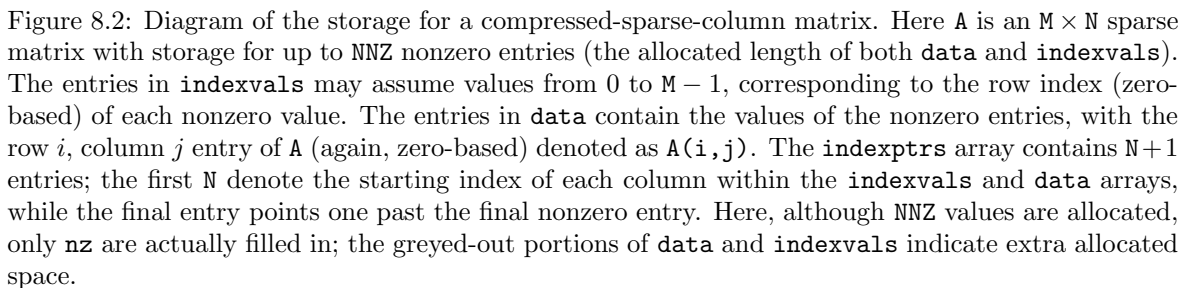 Figure 8.2: Diagram of the storage for a compressed-sparse-column matrix. Here A is an M × N sparse
matrix with storage for up to NNZ nonzero entries (the allocated length of both data and indexvals).
The entries in indexvals may assume values from 0 to M − 1, corresponding to the row index (zero-
based) of each nonzero value. The entries in data contain the values of the nonzero entries, with the
row i, column j entry of A (again, zero-based) denoted as A(i,j). The indexptrs array contains N+1
entries; the first N denote the starting index of each column within the indexvals and data arrays,
while the final entry points one past the final nonzero entry. Here, although NNZ values are allocated,
only nz are actually filled in; the greyed-out portions of data and indexvals indicate extra allocated
space.